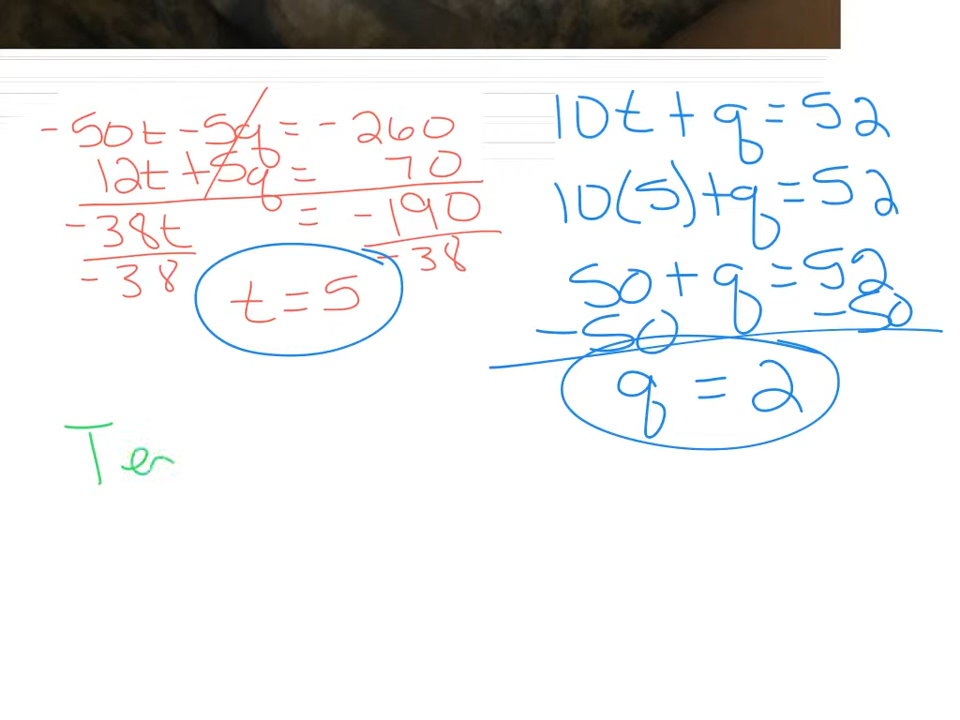 -50t -5q = -260
12t +5q = 70
-38t = -190
-38 -38
t = 5
10t + q = 52
10(5) + q = 52
50 + q = 52
-50 -50
q = 2
Ten